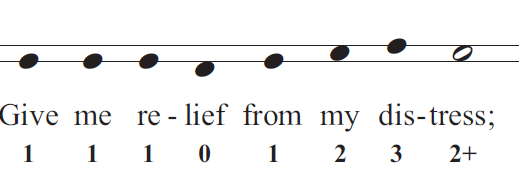 Give me re - lief from my dis - tress;
1 1 1 0 1 2 3 2+